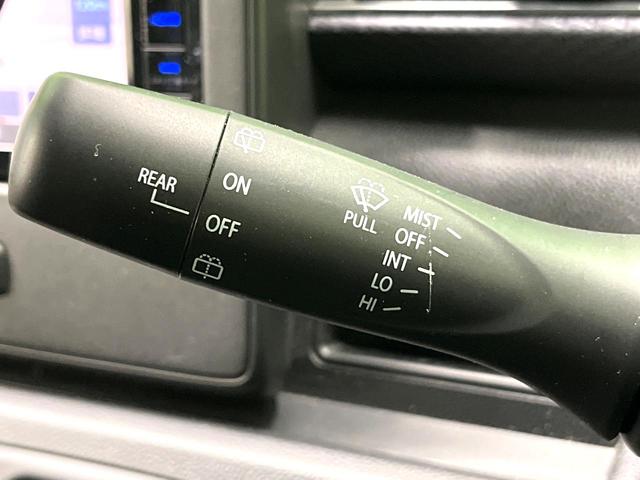 REAR
ON
OFF
PULL
MIST
OFF
INT
LO
HI